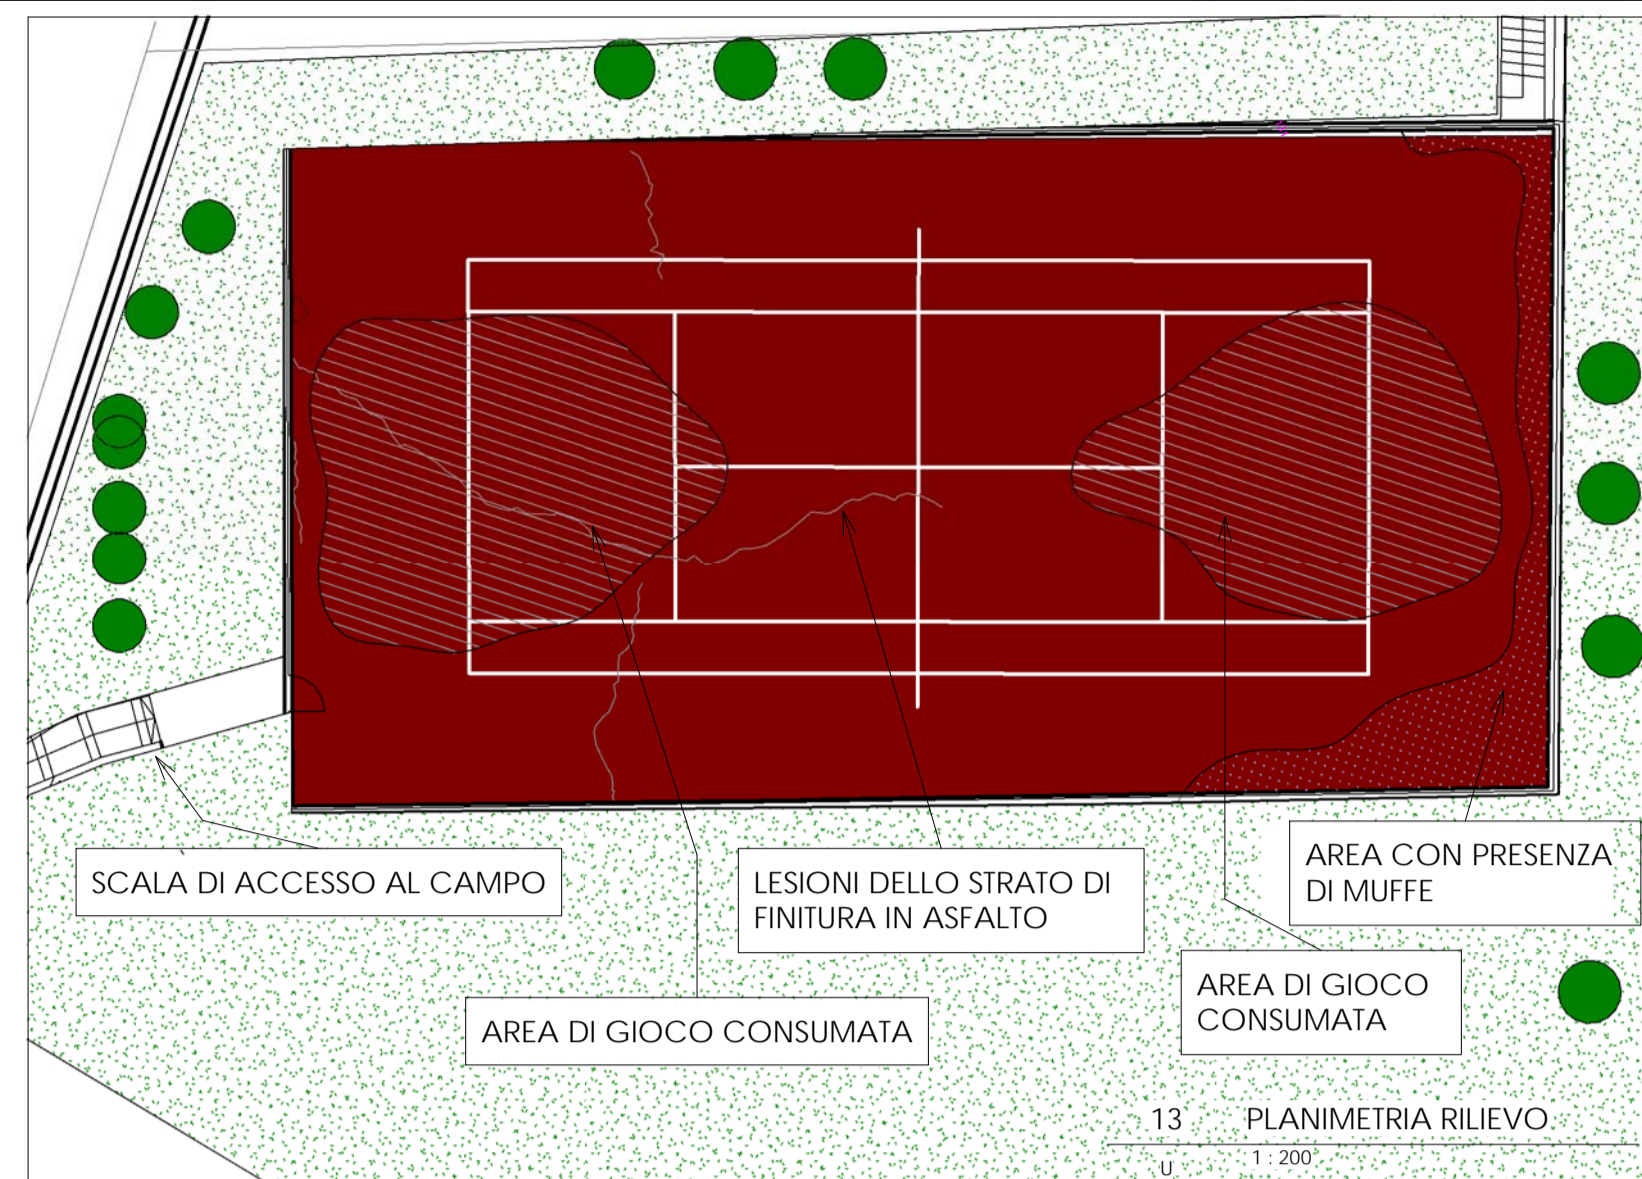 SCALA DI ACCESSO AL CAMPO
LESIONI DELLO STRATO DI
FINITURA IN ASFALTO
AREA CON PRESENZA
DI MUFFE
AREA DI GIOCO
CONSUMATA
AREA DI GIOCO CONSUMATA
13 PLANIMETRIA RILIEVO
U 1 : 200